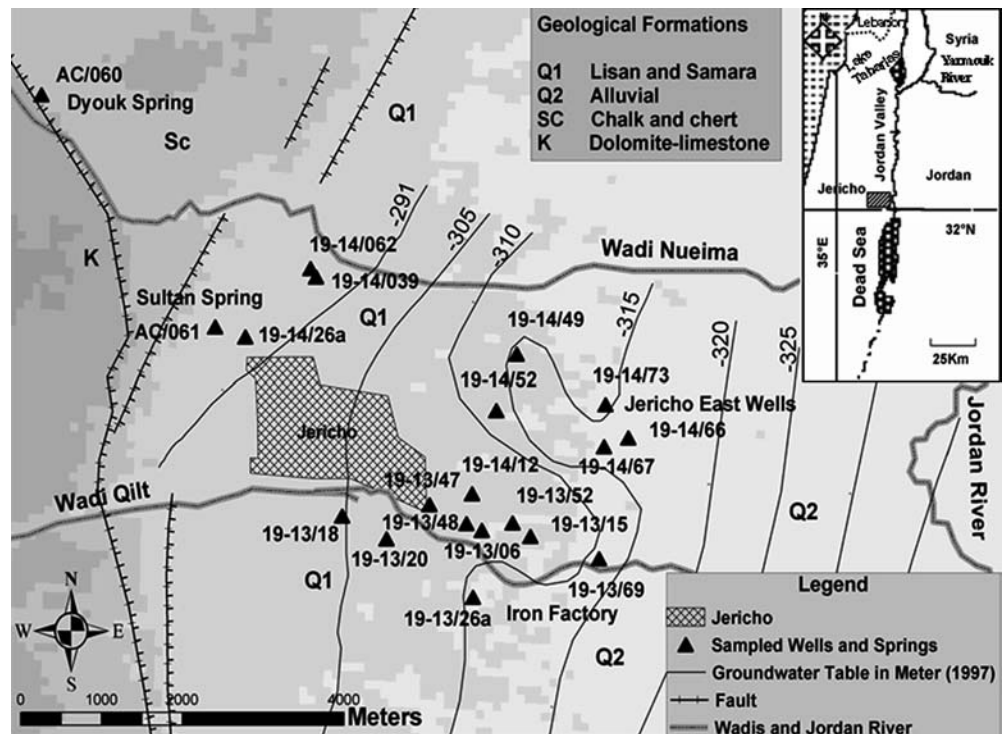 AC/060
Dyouk Spring
Sc
Q1
Geological Formations
Q1 Lisan and Samara
Q2 Alluvial
SC Chalk and chert
K Dolomite-limestone
Lebanon
Syria
Lake Tabarias
Yarmouk River
Jordan Valley
Jericho
Jordan
35°E
32°N
Dead Sea
25Km
-291
-305
-310
-315
-320
-325
Wadi Nueima
19-14/062
19-14/039
K
Sultan Spring
AC/061
19-14/26a
Q1
19-14/49
19-14/52
19-14/73
Jericho East Wells
19-14/66
19-14/67
Jericho
Jordan River
19-13/47
19-14/12
19-13/52
Wadi Qilt
19-13/18
19-13/48
19-13/15
Q2
19-13/20
19-13/06
Q1
19-13/69
19-13/26a
Iron Factory
Q2
N
W
E
S
0 1000 2000 4000
Meters
Legend
Jericho
Sampled Wells and Springs
Groundwater Table in Meter (1997)
Fault
Wadis and Jordan River